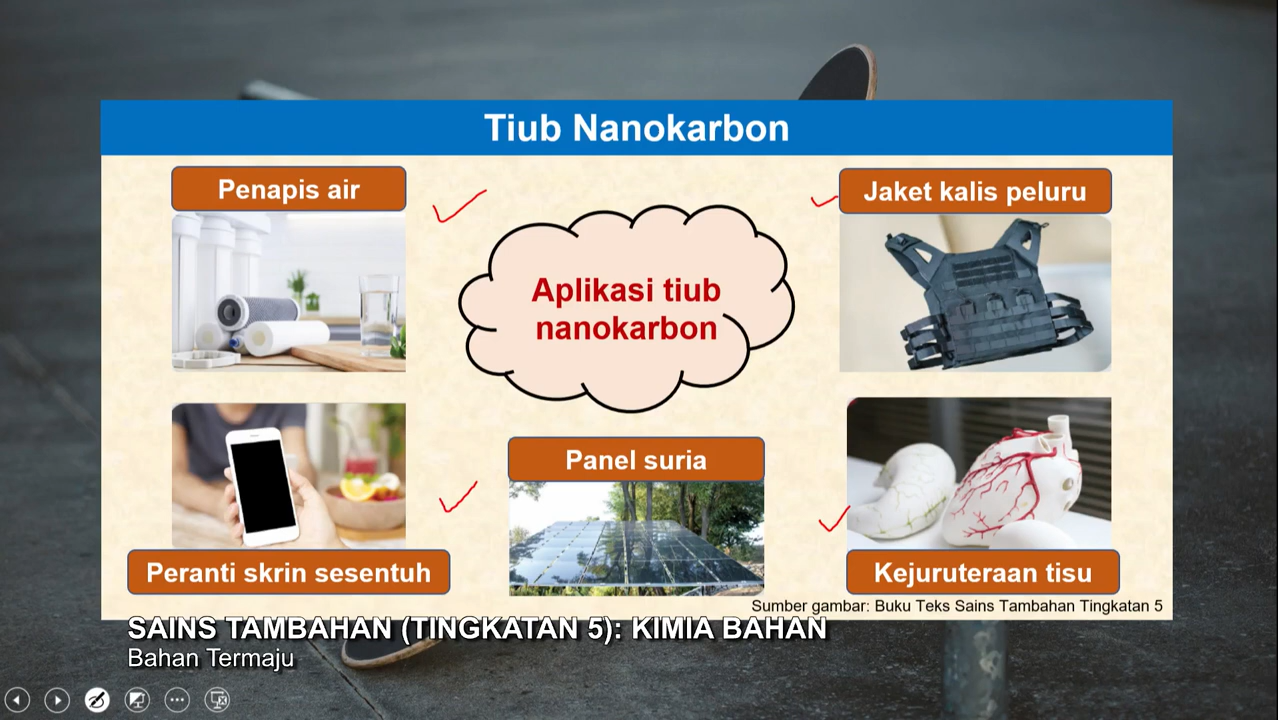 Tiub Nanokarbon
Penapis air
Jaket kalis peluru
Aplikasi tiub
nanokarbon
Panel suria
Peranti skrin sesentuh
Kejuruteraan tisu
Sumber gambar: Buku Teks Sains Tambahan Tingkatan 5
SAINS TAMBAHAN (TINGKATAN 5): KIMIA BAHAN
Bahan Termaju